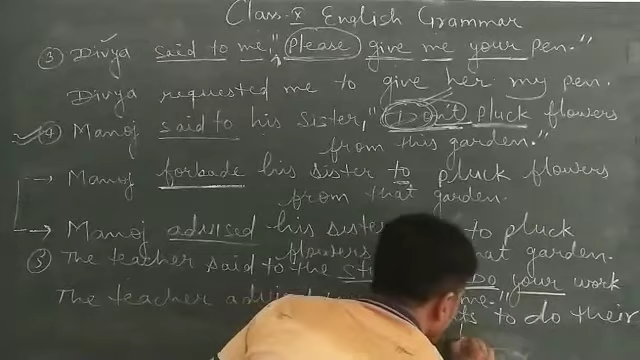 Class-X English Grammar
③ Divya said to me, "Please give me your pen."
Divya requested me to give her my pen.
④ Manoj said to his sister, "Don't pluck flowers
from this garden."
→ Manoj forbade his sister to pluck flowers
from that garden.
→ Manoj advised his sister to pluck
flowers garden.
⑤ The teacher said to the Do your work
The teacher to do their